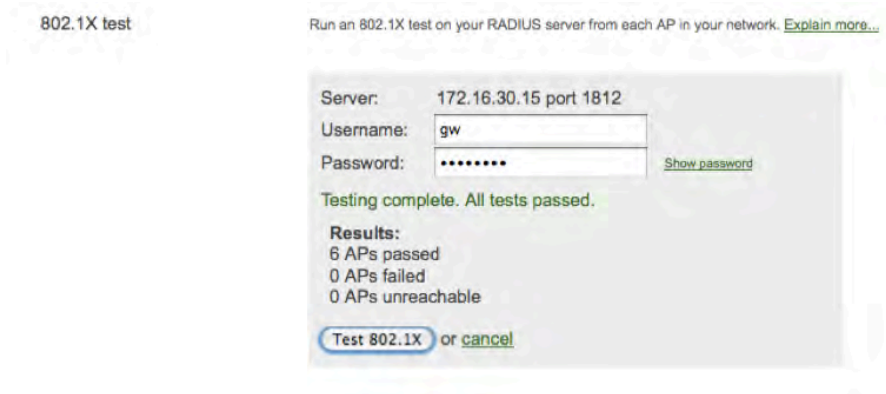 802.1X test
Run an 802.1X test on your RADIUS server from each AP in your network. Explain more...
Server: 172.16.30.15 port 1812
Username: gw
Password: •••••••• Show password
Testing complete. All tests passed.
Results:
6 APs passed
0 APs failed
0 APs unreachable
Test 802.1X or cancel